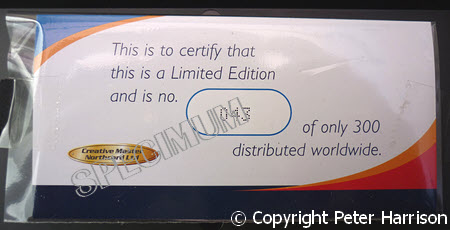 This is to certify that
this is a Limited Edition
and is no. 043
of only 300
distributed worldwide.
Creative Master
Northcord Ltd
SPECIMUM
© Copyright Peter Harrison